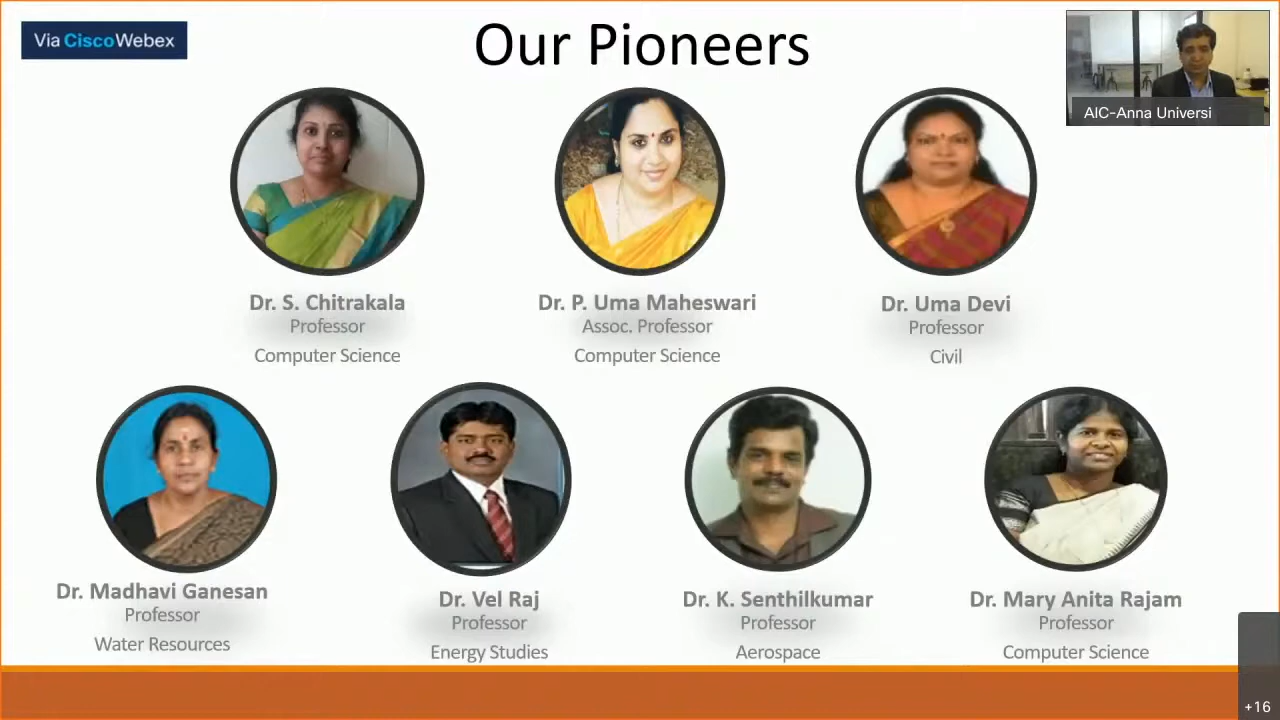 Via CiscoWebex
Our Pioneers
AIC-Anna Universi
Dr. S. Chitrakala
Professor
Computer Science
Dr. P. Uma Maheswari
Assoc. Professor
Computer Science
Dr. Uma Devi
Professor
Civil
Dr. Madhavi Ganesan
Professor
Water Resources
Dr. Vel Raj
Professor
Energy Studies
Dr. K. Senthilkumar
Professor
Aerospace
Dr. Mary Anita Rajam
Professor
Computer Science
+16